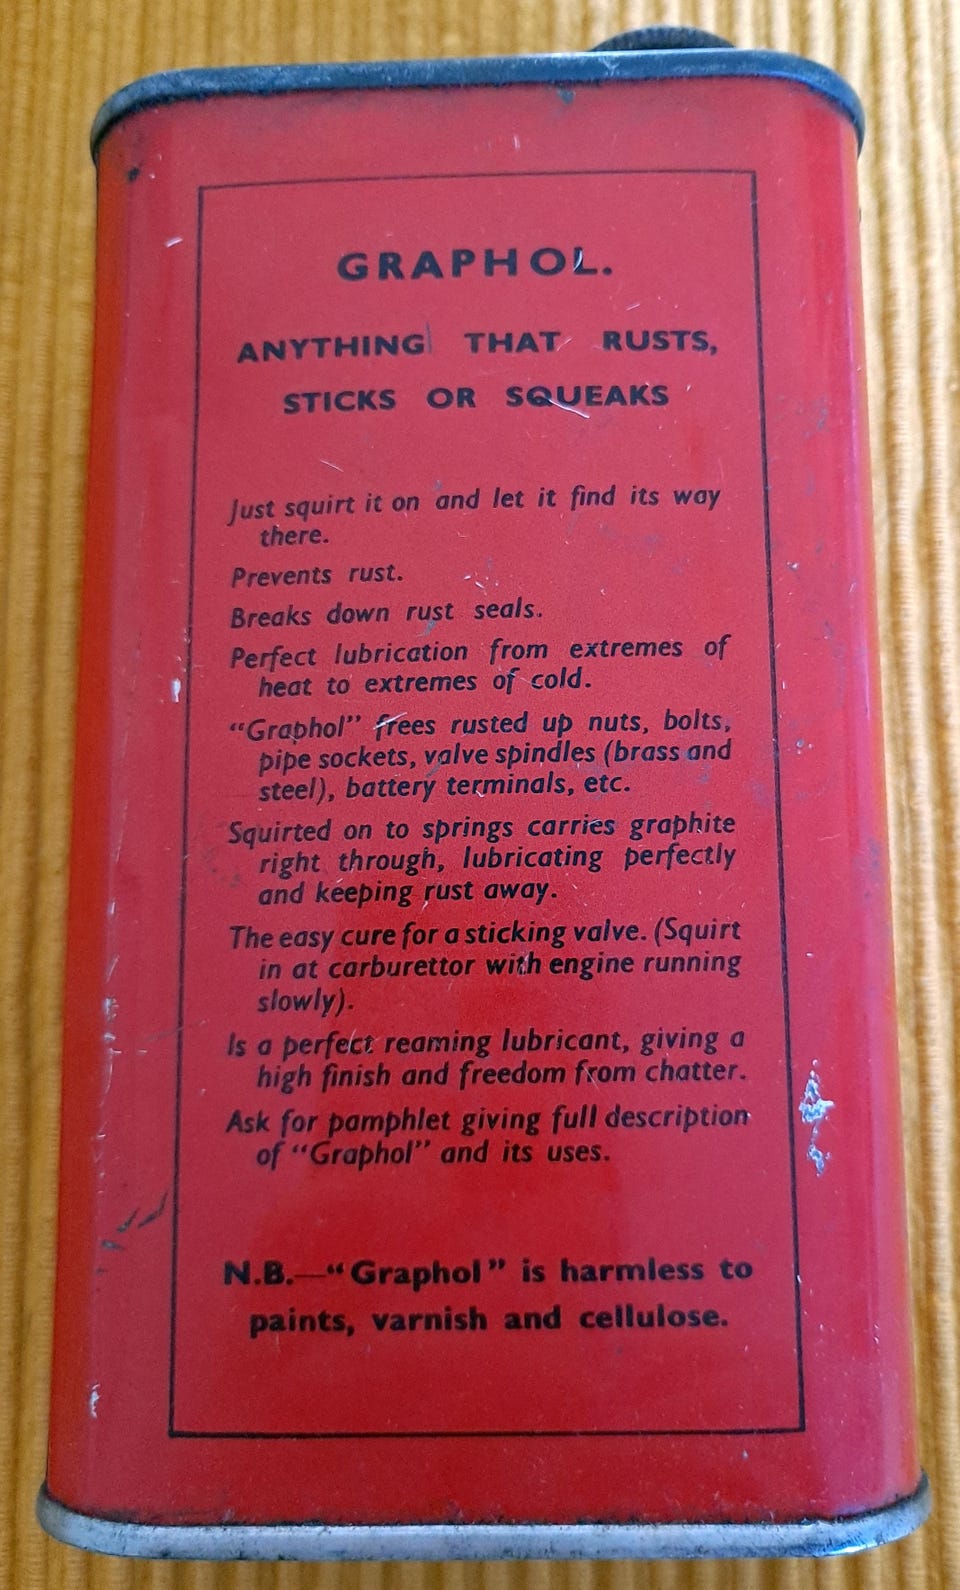 GRAPHOL.
ANYTHING THAT RUSTS,
STICKS OR SQUEAKS
Just squirt it on and let it find its way
there.
Prevents rust.
Breaks down rust seals.
Perfect lubrication from extremes of
heat to extremes of cold.
"Graphol" frees rusted up nuts, bolts,
pipe sockets, valve spindles (brass and
steel), battery terminals, etc.
Squirted on to springs carries graphite
right through, lubricating perfectly
and keeping rust away.
The easy cure for a sticking valve. (Squirt
in at carburettor with engine running
slowly).
Is a perfect reaming lubricant, giving a
high finish and freedom from chatter.
Ask for pamphlet giving full description
of "Graphol" and its uses.
N.B.—"Graphol" is harmless to
paints, varnish and cellulose.